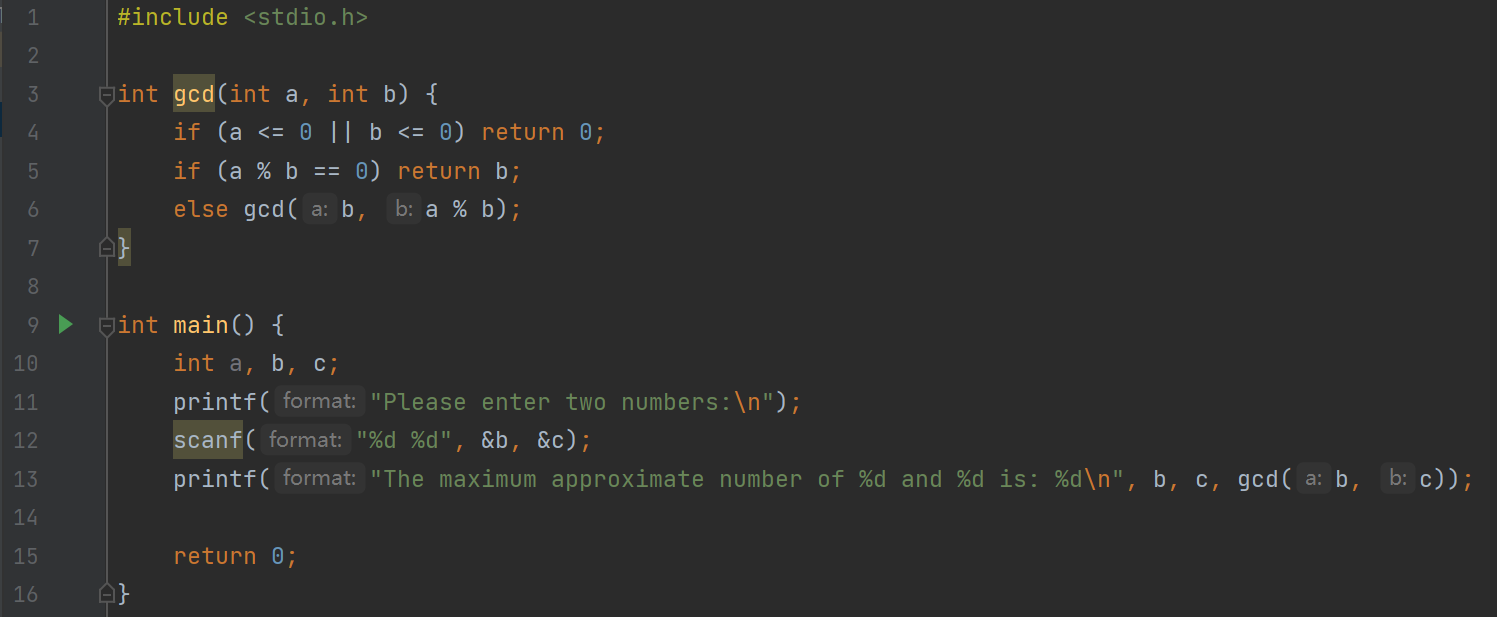 1 #include <stdio.h>
2
3 int gcd(int a, int b) {
4 if (a <= 0 || b <= 0) return 0;
5 if (a % b == 0) return b;
6 else gcd( a: b, b: a % b);
7 }
8
9 int main() {
10 int a, b, c;
11 printf( format: "Please enter two numbers:\n");
12 scanf( format: "%d %d", &b, &c);
13 printf( format: "The maximum approximate number of %d and %d is: %d\n", b, c, gcd( a: b, b: c));
14
15 return 0;
16 }